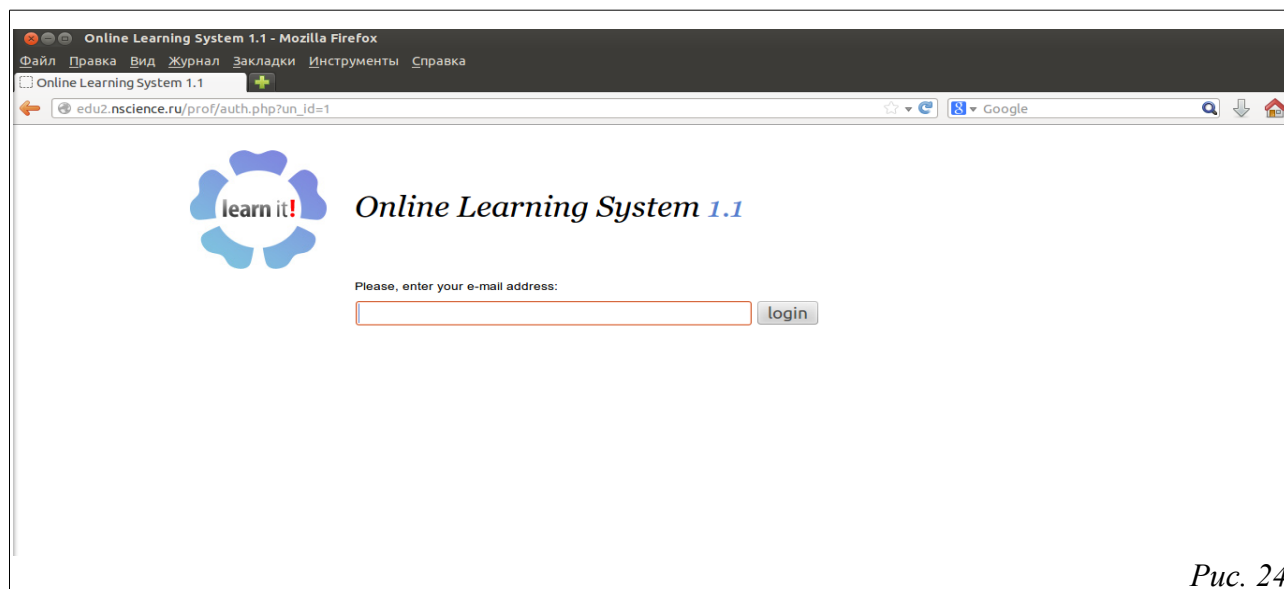 Online Learning System 1.1 - Mozilla Firefox
Файл Правка Вид Журнал Закладки Инструменты Справка
Online Learning System 1.1
edu2.nscience.ru/prof/auth.php?un_id=1
Google
learn it!
Online Learning System 1.1
Please, enter your e-mail address:
login
Рис. 24